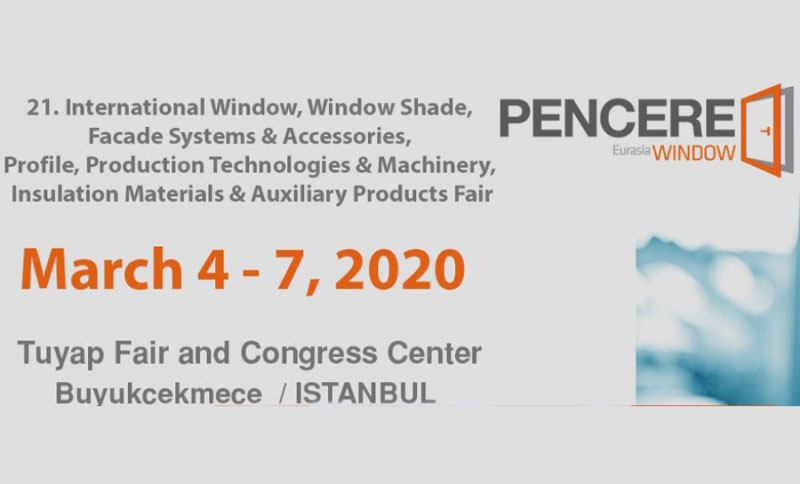 21. International Window, Window Shade,
Facade Systems & Accessories,
Profile, Production Technologies & Machinery,
Insulation Materials & Auxiliary Products Fair
PENCERE
Eurasia WINDOW
March 4 - 7, 2020
Tuyap Fair and Congress Center
Buyukcekmece / ISTANBUL